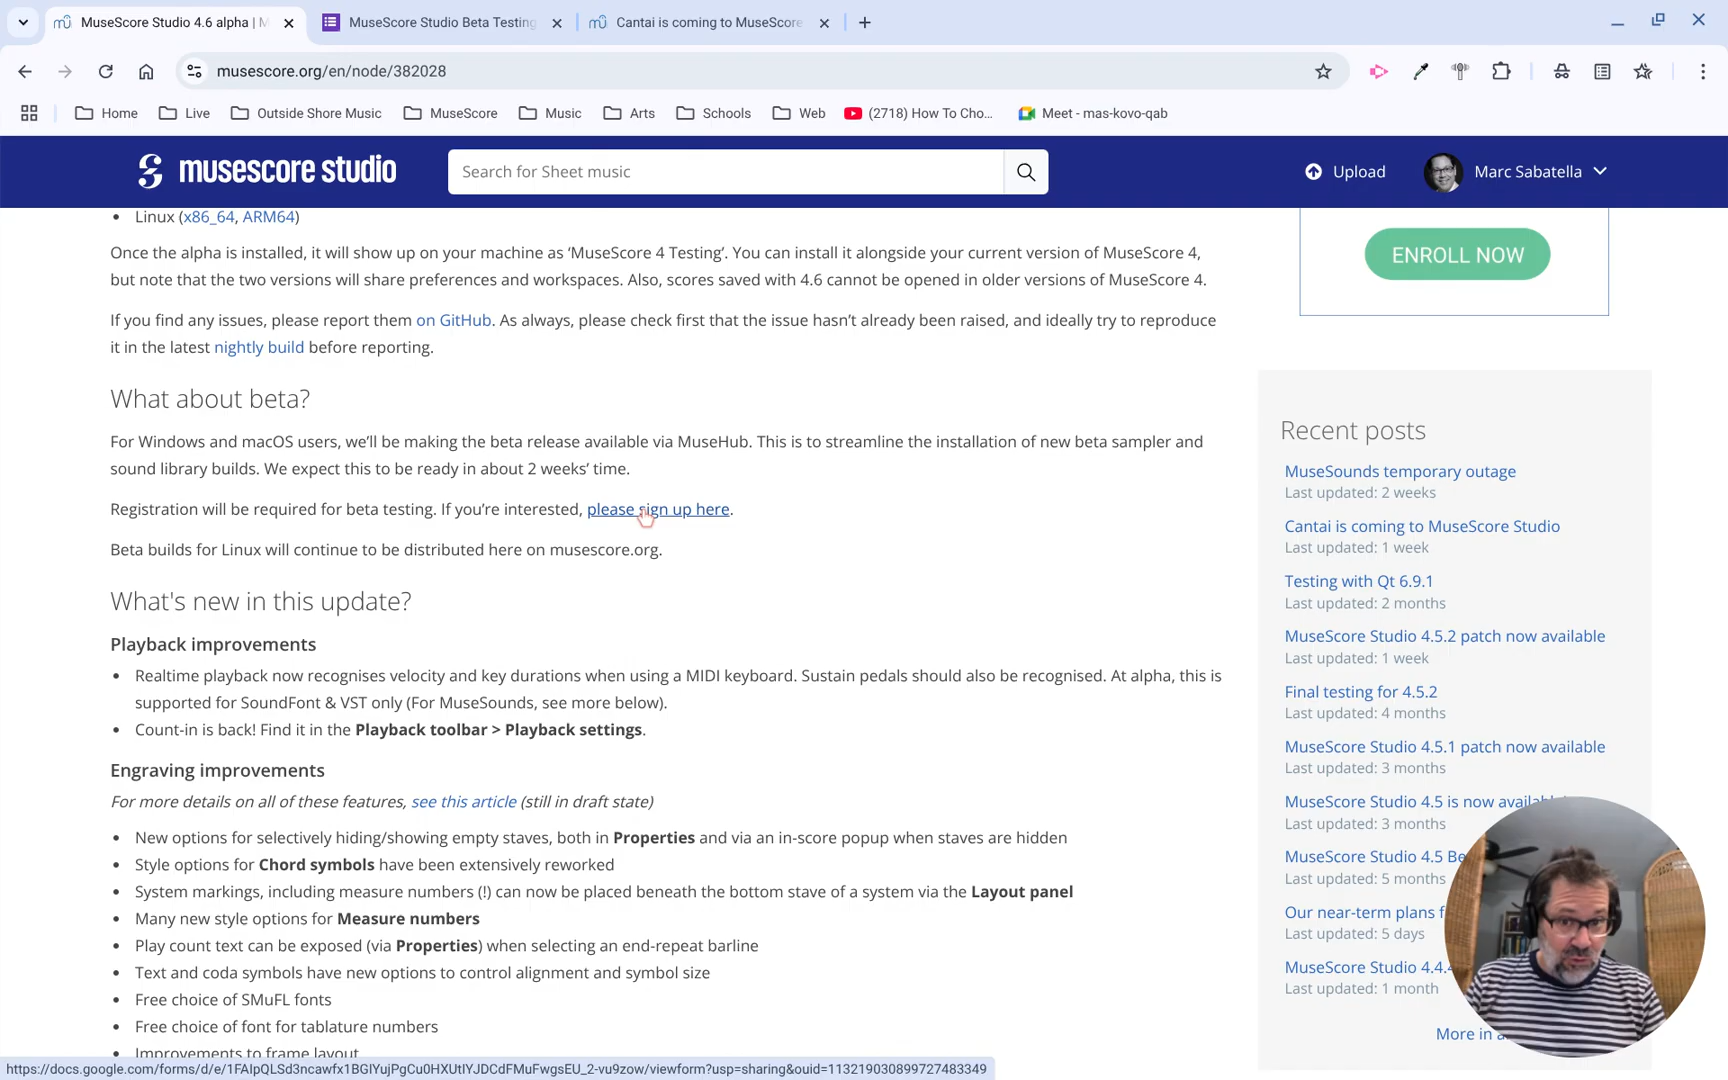 MuseScore Studio 4.6 alpha | M
MuseScore Studio Beta Testing
Cantai is coming to MuseScore
musescore.org/en/node/382028
Home
Live
Outside Shore Music
MuseScore
Music
Arts
Schools
Web
(2718) How To Cho...
Meet - mas-kovo-qab
musescore studio
Search for Sheet music
Upload
Marc Sabatella
• Linux (x86_64, ARM64)
Once the alpha is installed, it will show up on your machine as ‘MuseScore 4 Testing’. You can install it alongside your current version of MuseScore 4,
but note that the two versions will share preferences and workspaces. Also, scores saved with 4.6 cannot be opened in older versions of MuseScore 4.
If you find any issues, please report them on GitHub. As always, please check first that the issue hasn’t already been raised, and ideally try to reproduce
it in the latest nightly build before reporting.
What about beta?
For Windows and macOS users, we’ll be making the beta release available via MuseHub. This is to streamline the installation of new beta sampler and
sound library builds. We expect this to be ready in about 2 weeks’ time.
Registration will be required for beta testing. If you’re interested, please sign up here.
Beta builds for Linux will continue to be distributed here on musescore.org.
What's new in this update?
Playback improvements
• Realtime playback now recognises velocity and key durations when using a MIDI keyboard. Sustain pedals should also be recognised. At alpha, this is
supported for SoundFont & VST only (For MuseSounds, see more below).
• Count-in is back! Find it in the Playback toolbar > Playback settings.
Engraving improvements
For more details on all of these features, see this article (still in draft state)
• New options for selectively hiding/showing empty staves, both in Properties and via an in-score popup when staves are hidden
• Style options for Chord symbols have been extensively reworked
• System markings, including measure numbers (!) can now be placed beneath the bottom stave of a system via the Layout panel
• Many new style options for Measure numbers
• Play count text can be exposed (via Properties) when selecting an end-repeat barline
• Text and coda symbols have new options to control alignment and symbol size
• Free choice of SMuFL fonts
• Free choice of font for tablature numbers
• Improvements to frame layout
ENROLL NOW
Recent posts
MuseSounds temporary outage
Last updated: 2 weeks
Cantai is coming to MuseScore Studio
Last updated: 1 week
Testing with Qt 6.9.1
Last updated: 2 months
MuseScore Studio 4.5.2 patch now available
Last updated: 1 week
Final testing for 4.5.2
Last updated: 4 months
MuseScore Studio 4.5.1 patch now available
Last updated: 3 months
MuseScore Studio 4.5 is now availabl
Last updated: 3 months
MuseScore Studio 4.5 Be
Last updated: 5 months
Our near-term plans f
Last updated: 5 days
MuseScore Studio 4.4.4
Last updated: 1 month
More in a
https://docs.google.com/forms/d/e/1FAIpQLSd3ncawfx1BGIYujPgCu0HXUtIYJDCdFMuFwgsEU_2-vu9zow/viewform?usp=sharing&ouid=113219030899727483349